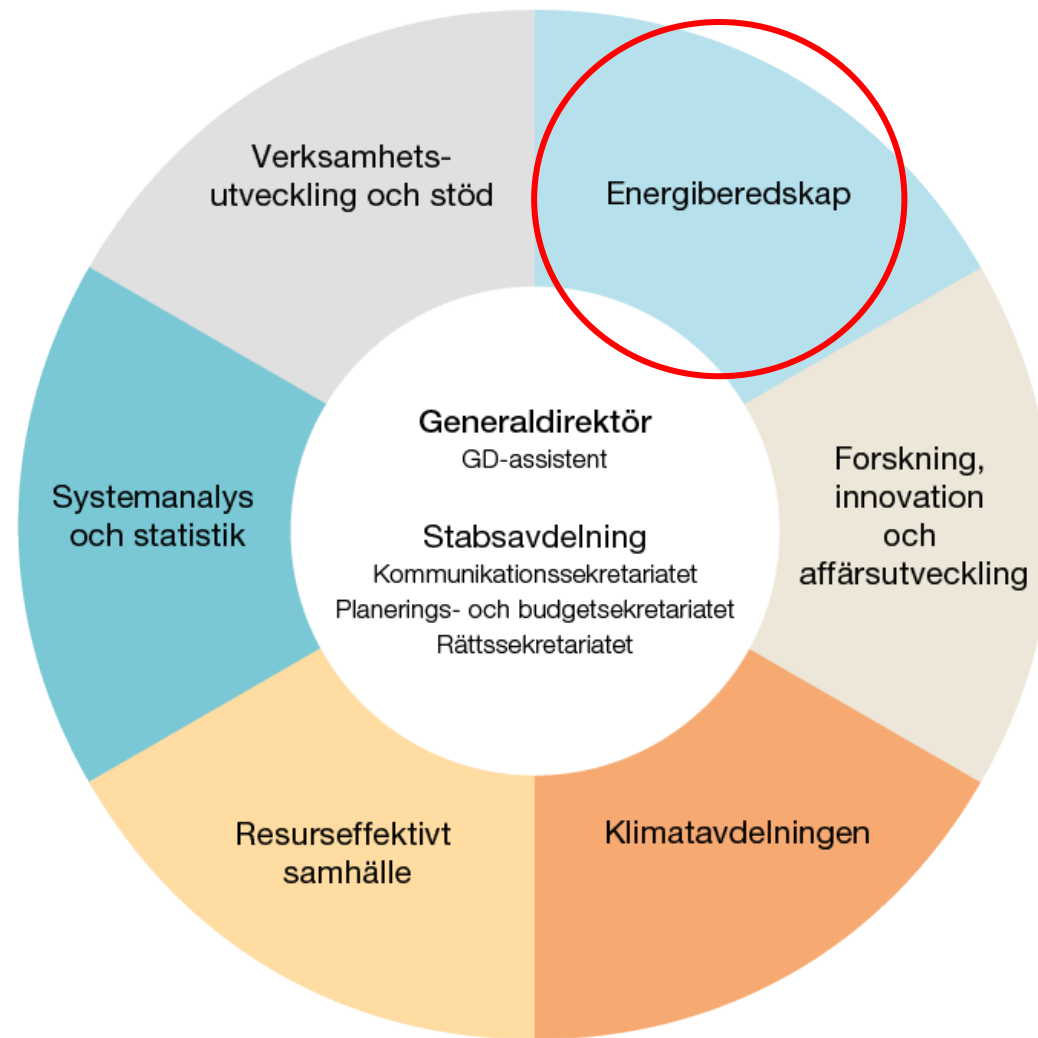 Verksamhets-
utveckling och stöd
Energiberedskap
Generaldirektör
GD-assistent
Stabsavdelning
Kommunikationssekretariatet
Planerings- och budgetsekretariatet
Rättssekretariatet
Systemanalys
och statistik
Forskning,
innovation
och
affärsutveckling
Resurseffektivt
samhälle
Klimatavdelningen